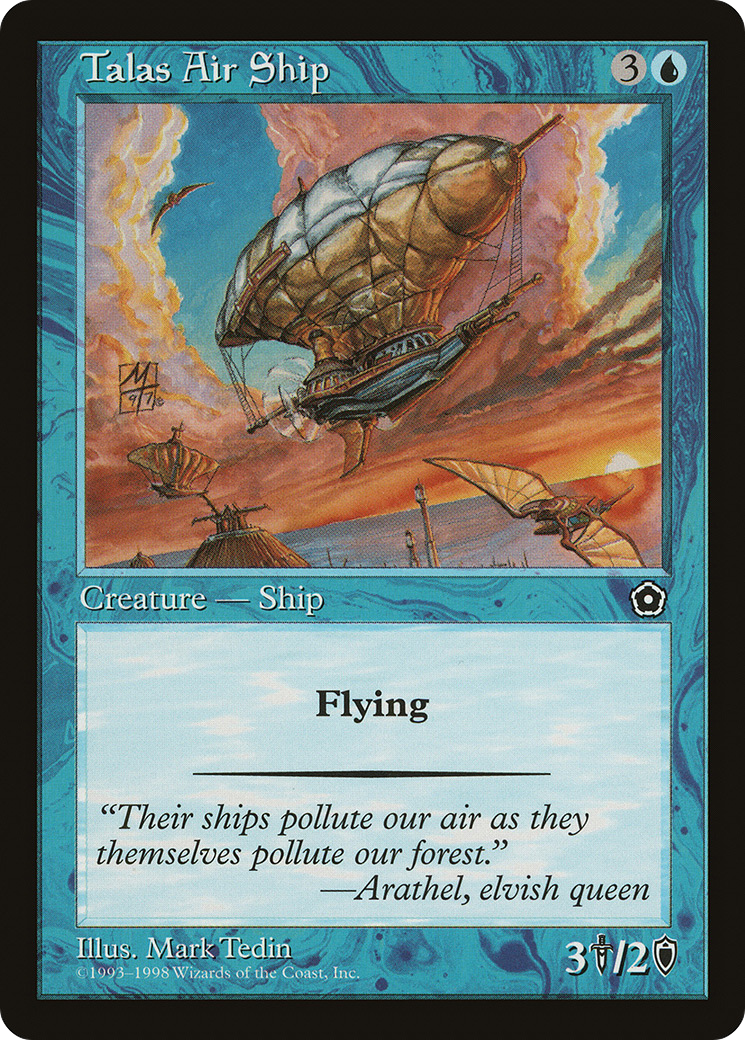 Talas Air Ship 3
M
97
Creature — Ship
Flying
“Their ships pollute our air as they
themselves pollute our forest.”
—Arathel, elvish queen
Illus. Mark Tedin
©1993–1998 Wizards of the Coast, Inc.
3/2